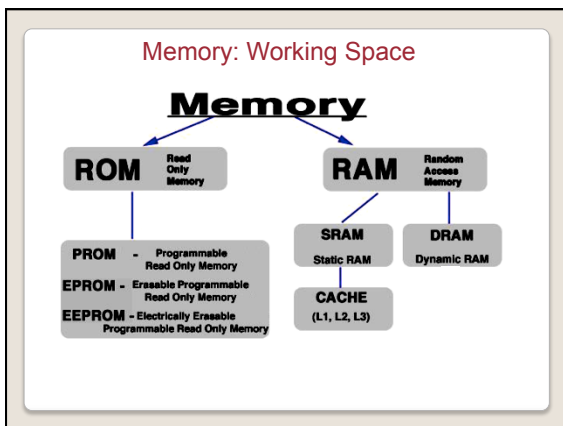 Memory: Working Space
Memory
ROM
Read
Only
Memory
RAM
Random
Access
Memory
PROM - Programmable
Read Only Memory
EPROM - Erasable Programmable
Read Only Memory
EEPROM - Electrically Erasable
Programmable Read Only Memory
SRAM
Static RAM
DRAM
Dynamic RAM
CACHE
(L1, L2, L3)